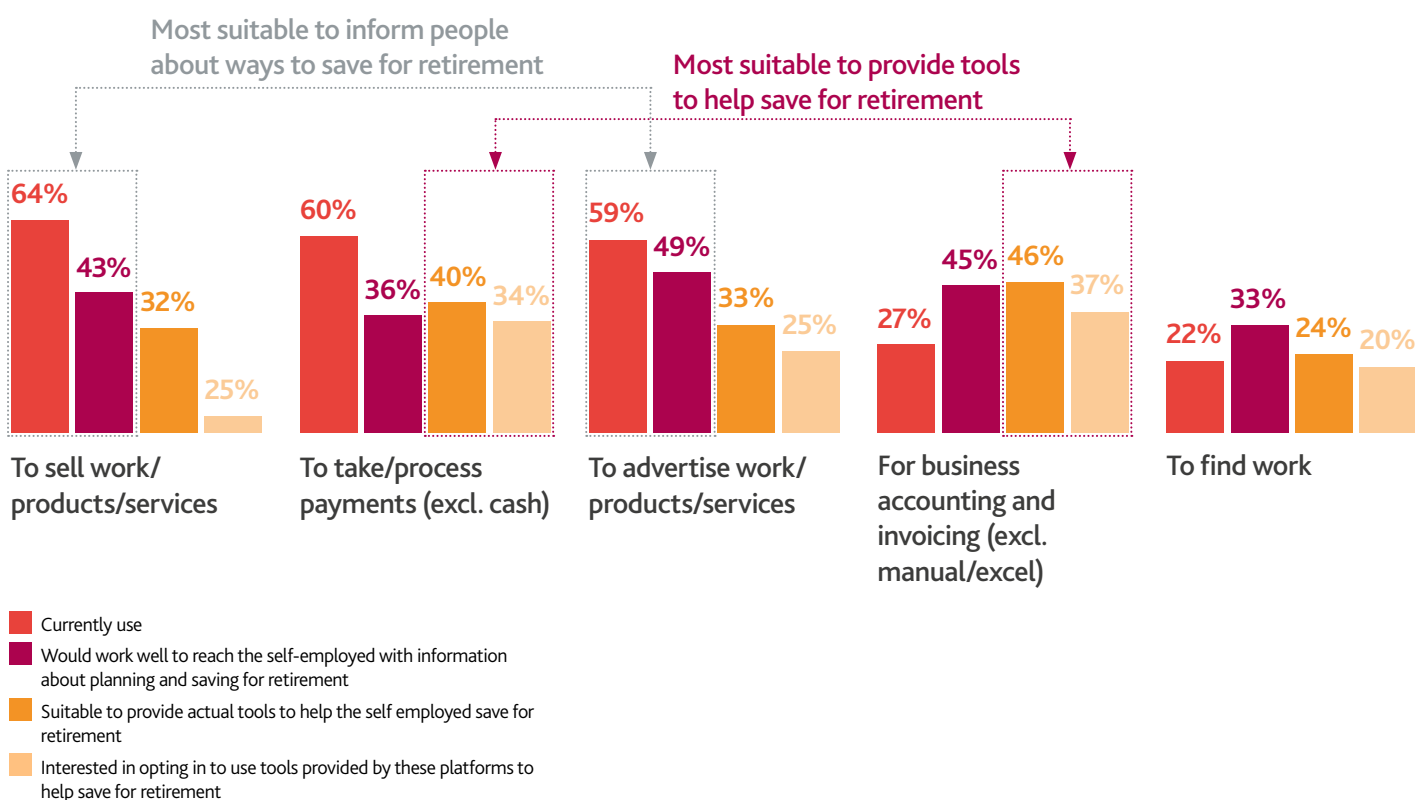 Most suitable to inform people
about ways to save for retirement
Most suitable to provide tools
to help save for retirement
64%
43%
32%
25%
60%
36%
40%
34%
59%
49%
33%
25%
27%
45%
46%
37%
22%
33%
24%
20%
To sell work/
products/services
To take/process
payments (excl. cash)
To advertise work/
products/services
For business
accounting and
invoicing (excl.
manual/excel)
To find work
Currently use
Would work well to reach the self-employed with information
about planning and saving for retirement
Suitable to provide actual tools to help the self employed save for
retirement
Interested in opting in to use tools provided by these platforms to
help save for retirement